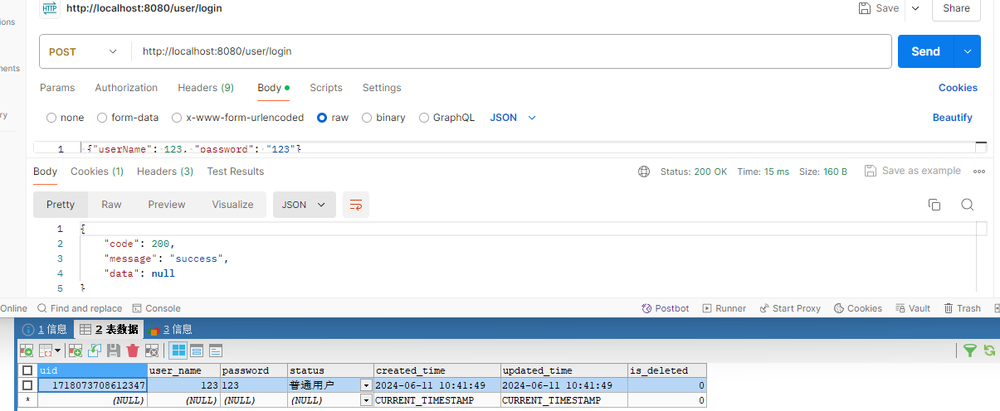 HTTP http://localhost:8080/user/login Save Share
ions
POST http://localhost:8080/user/login Send
ments
Params Authorization Headers (9) Body Scripts Settings Cookies
ry
none form-data x-www-form-urlencoded raw binary GraphQL JSON Beautify
1 {"userName": 123, "password": "123"}
Body Cookies (1) Headers (3) Test Results Status: 200 OK Time: 15 ms Size: 160 B Save as example
Pretty Raw Preview Visualize JSON
1 {
2 "code": 200,
3 "message": "success",
4 "data": null
5 }
Online Find and replace Console Postbot Runner Start Proxy Cookies Vault Trash
1 信息 2 表数据 3 信息
uid user_name password status created_time updated_time is_deleted
1718073708612347 123 123 普通用户 2024-06-11 10:41:49 2024-06-11 10:41:49 0
* (NULL) (NULL) (NULL) (NULL) CURRENT_TIMESTAMP CURRENT_TIMESTAMP 0